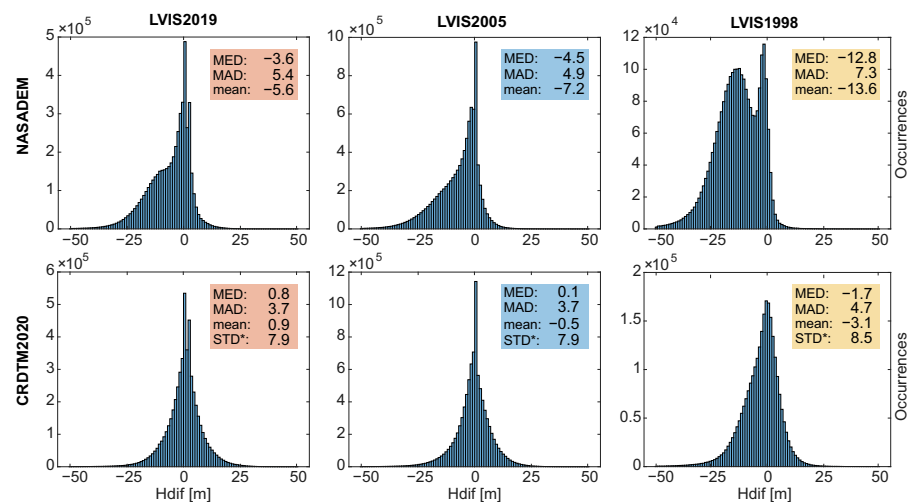 LVIS2019
LVIS2005
LVIS1998
NASADEM
5 ×10⁵
4
3
2
1
0
−50 −25 0 25 50
MED: −3.6
MAD: 5.4
mean: −5.6
10 ×10⁵
8
6
4
2
0
−50 −25 0 25 50
MED: −4.5
MAD: 4.9
mean: −7.2
12 ×10⁴
10
8
6
4
2
0
−50 −25 0 25 50
MED: −12.8
MAD: 7.3
mean: −13.6
Occurrences
CRDTM2020
6 ×10⁵
5
4
3
2
1
0
−50 −25 0 25 50
Hdif [m]
MED: 0.8
MAD: 3.7
mean: 0.9
STD*: 7.9
12 ×10⁵
10
8
6
4
2
0
−50 −25 0 25 50
Hdif [m]
MED: 0.1
MAD: 3.7
mean: −0.5
STD*: 7.9
2 ×10⁵
1.5
1
0.5
0
−50 −25 0 25 50
Hdif [m]
MED: −1.7
MAD: 4.7
mean: −3.1
STD*: 8.5
Occurrences